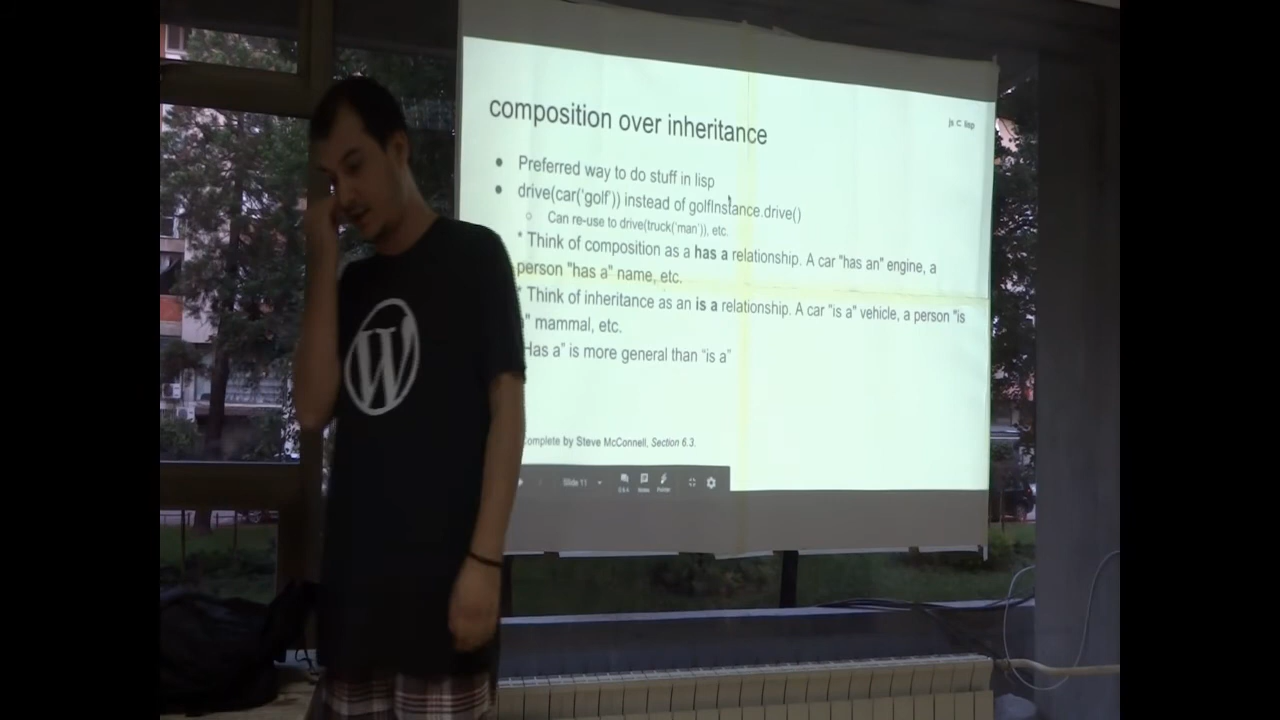 composition over inheritance
js ⊂ lisp
● Preferred way to do stuff in lisp
● drive(car('golf')) instead of golfInstance.drive()
○ Can re-use to drive(truck('man')), etc.
* Think of composition as a has a relationship. A car "has an" engine, a
person "has a" name, etc.
* Think of inheritance as an is a relationship. A car "is a" vehicle, a person "is
" mammal, etc.
Has a" is more general than "is a"
by Steve McConnell, Section 6.3.
Slide 11
Q & A Notes Pointer
W